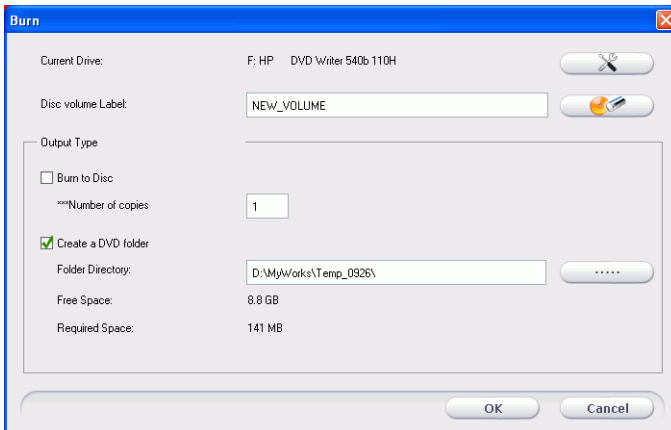 Burn
Current Drive: F: HP DVD Writer 540b 110H
Disc volume Label: NEW_VOLUME
Output Type
Burn to Disc
***Number of copies 1
Create a DVD folder
Folder Directory: D:\MyWorks\Temp_0926\ .....
Free Space: 8.8 GB
Required Space: 141 MB
OK Cancel